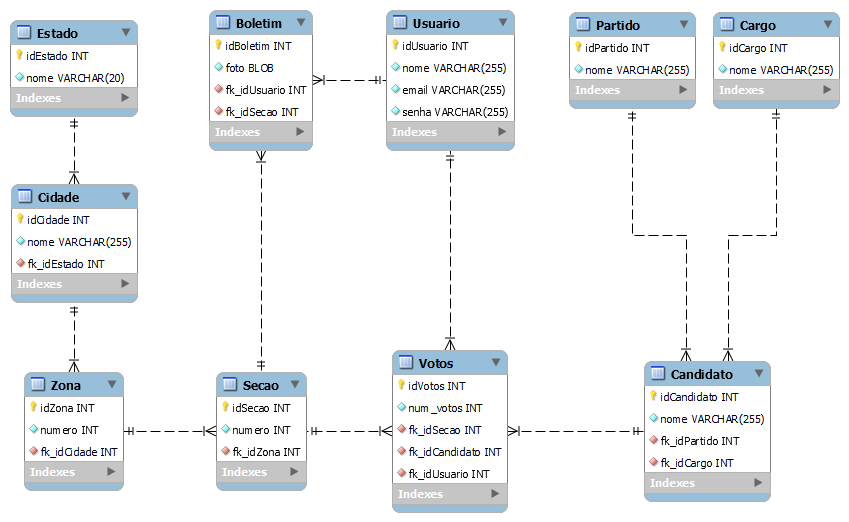 Estado
idEstado INT
nome VARCHAR(20)
Indexes
Boletim
idBoletim INT
foto BLOB
fk_idUsuario INT
fk_idSecao INT
Indexes
Usuario
idUsuario INT
nome VARCHAR(255)
email VARCHAR(255)
senha VARCHAR(255)
Indexes
Partido
idPartido INT
nome VARCHAR(255)
Indexes
Cargo
idCargo INT
nome VARCHAR(255)
Indexes
Cidade
idCidade INT
nome VARCHAR(255)
fk_idEstado INT
Indexes
Zona
idZona INT
numero INT
fk_idCidade INT
Indexes
Secao
idSecao INT
numero INT
fk_idZona INT
Indexes
Votos
idVotos INT
num_votos INT
fk_idSecao INT
fk_idCandidato INT
fk_idUsuario INT
Indexes
Candidato
idCandidato INT
nome VARCHAR(255)
fk_idPartido INT
fk_idCargo INT
Indexes